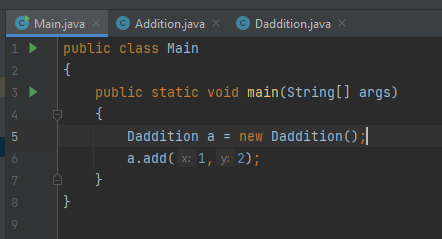 Main.java Addition.java Daddition.java
1 public class Main
2 {
3 public static void main(String[] args)
4 {
5 Daddition a = new Daddition();
6 a.add( x: 1, y: 2);
7 }
8 }
9